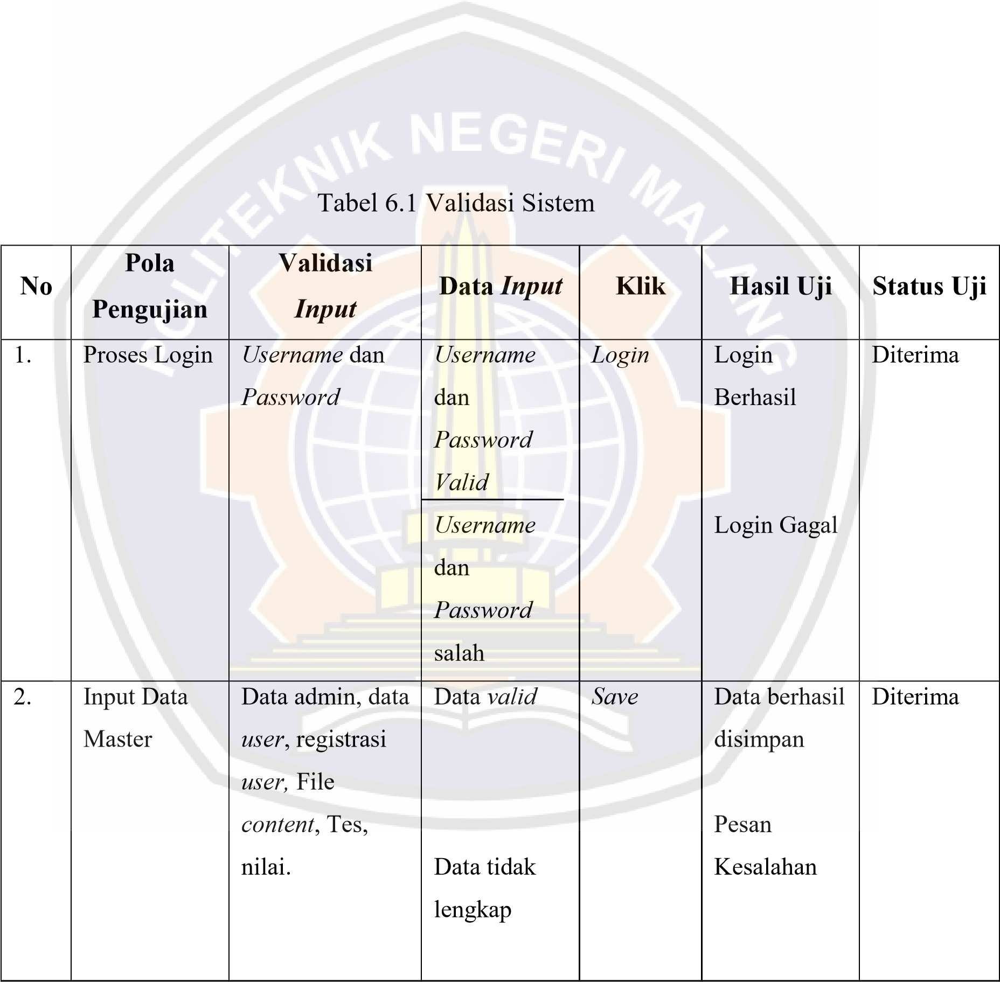 POLITEKNIK NEGERI MALANG
Tabel 6.1 Validasi Sistem
No
Pola
Pengujian
Validasi
Input
Data Input
Klik
Hasil Uji
Status Uji
1.
Proses Login
Username dan
Password
Username
dan
Password
Valid
Username
dan
Password
salah
Login
Login
Berhasil
Login Gagal
Diterima
2.
Input Data
Master
Data admin, data
user, registrasi
user, File
content, Tes,
nilai.
Data valid
Data tidak
lengkap
Save
Data berhasil
disimpan
Pesan
Kesalahan
Diterima